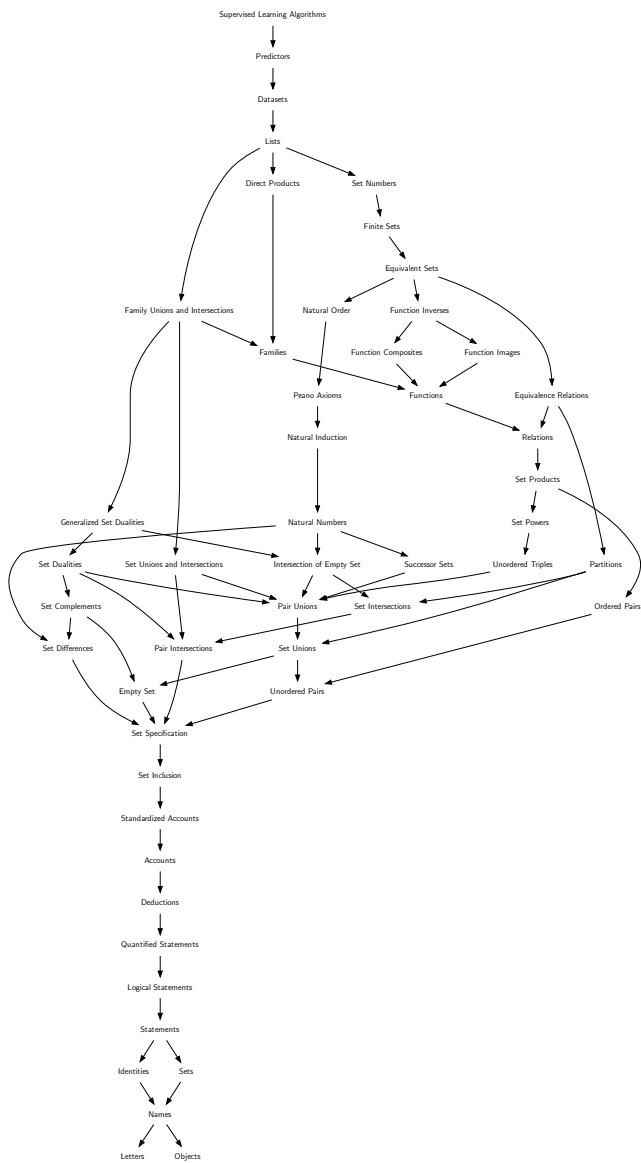 Supervised Learning Algorithms
Predictors
Datasets
Lists
Direct Products
Set Numbers
Finite Sets
Equivalent Sets
Family Unions and Intersections
Natural Order
Function Inverses
Families
Function Composites
Function Images
Peano Axioms
Functions
Equivalence Relations
Natural Induction
Relations
Set Products
Generalized Set Dualities
Natural Numbers
Set Powers
Set Dualities
Set Unions and Intersections
Intersection of Empty Set
Successor Sets
Unordered Triples
Partitions
Set Complements
Pair Unions
Set Intersections
Ordered Pairs
Set Differences
Pair Intersections
Set Unions
Empty Set
Unordered Pairs
Set Specification
Set Inclusion
Standardized Accounts
Accounts
Deductions
Quantified Statements
Logical Statements
Statements
Identities
Sets
Names
Letters
Objects